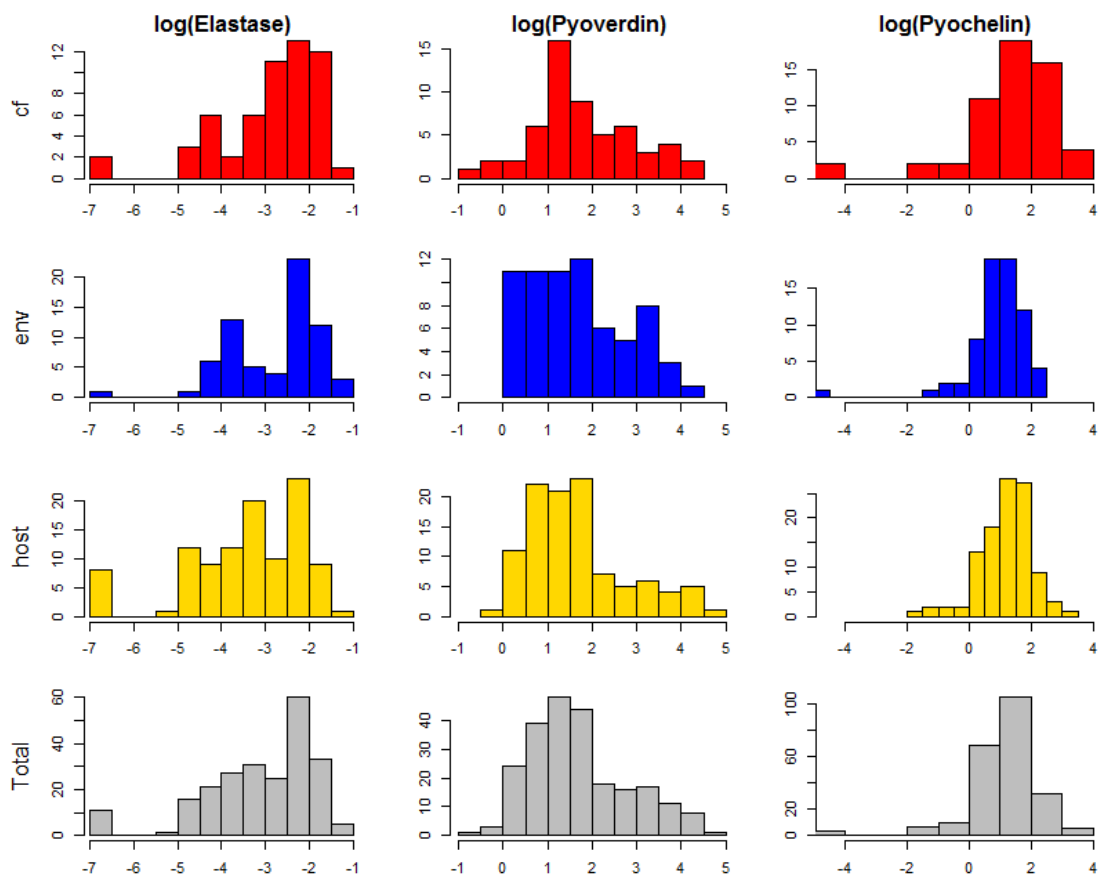 log(Elastase) log(Pyoverdin) log(Pyochelin)
cf
0 2 4 6 8 12
-7 -6 -5 -4 -3 -2 -1
0 5 10 15
-1 0 1 2 3 4 5
0 5 10 15
-4 -2 0 2 4
env
0 5 10 15 20
-7 -6 -5 -4 -3 -2 -1
0 2 4 6 8 12
-1 0 1 2 3 4 5
0 5 10 15
-4 -2 0 2 4
host
0 5 10 15 20
-7 -6 -5 -4 -3 -2 -1
0 5 10 20
-1 0 1 2 3 4 5
0 5 10 20
-4 -2 0 2 4
Total
0 20 40 60
-7 -6 -5 -4 -3 -2 -1
0 10 20 30 40
-1 0 1 2 3 4 5
0 20 60 100
-4 -2 0 2 4